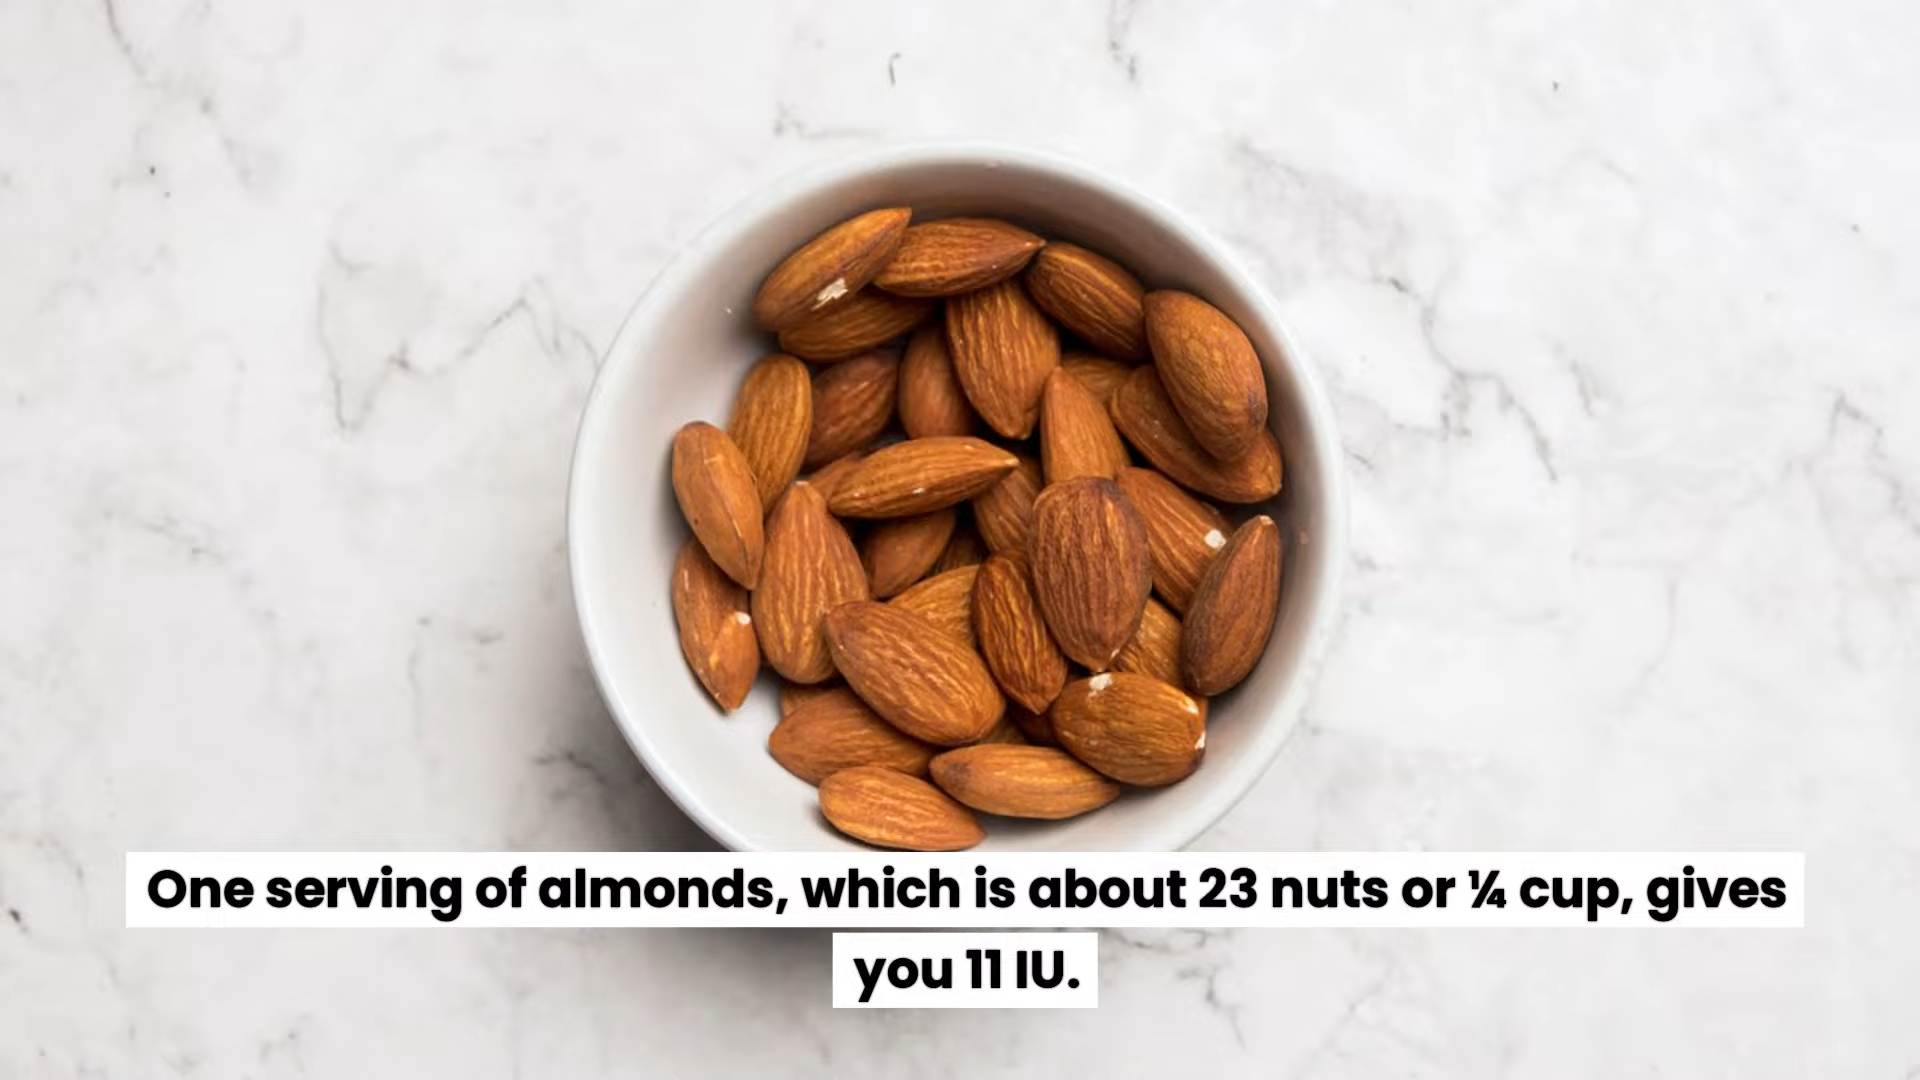 One serving of almonds, which is about 23 nuts or ¼ cup, gives
you 11 IU.